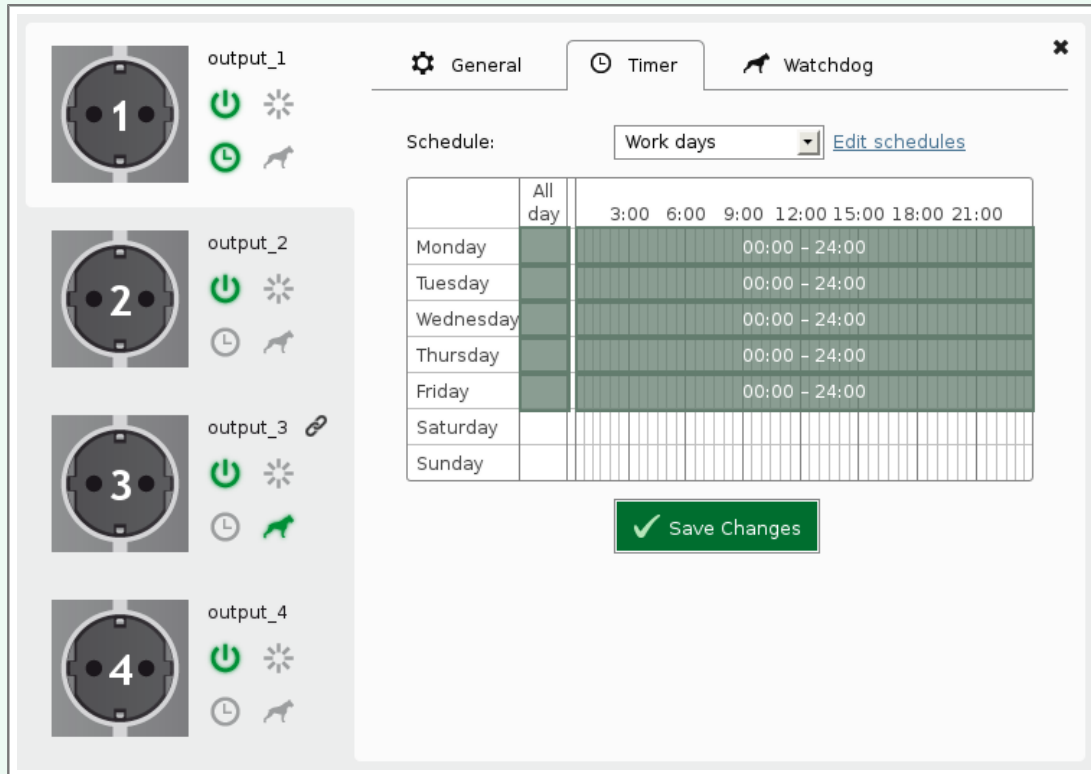 output_1
1
output_2
2
output_3
3
output_4
4
General
Timer
Watchdog
Schedule:
Work days
Edit schedules
All day
3:00 6:00 9:00 12:00 15:00 18:00 21:00
Monday 00:00 – 24:00
Tuesday 00:00 – 24:00
Wednesday 00:00 – 24:00
Thursday 00:00 – 24:00
Friday 00:00 – 24:00
Saturday
Sunday
Save Changes